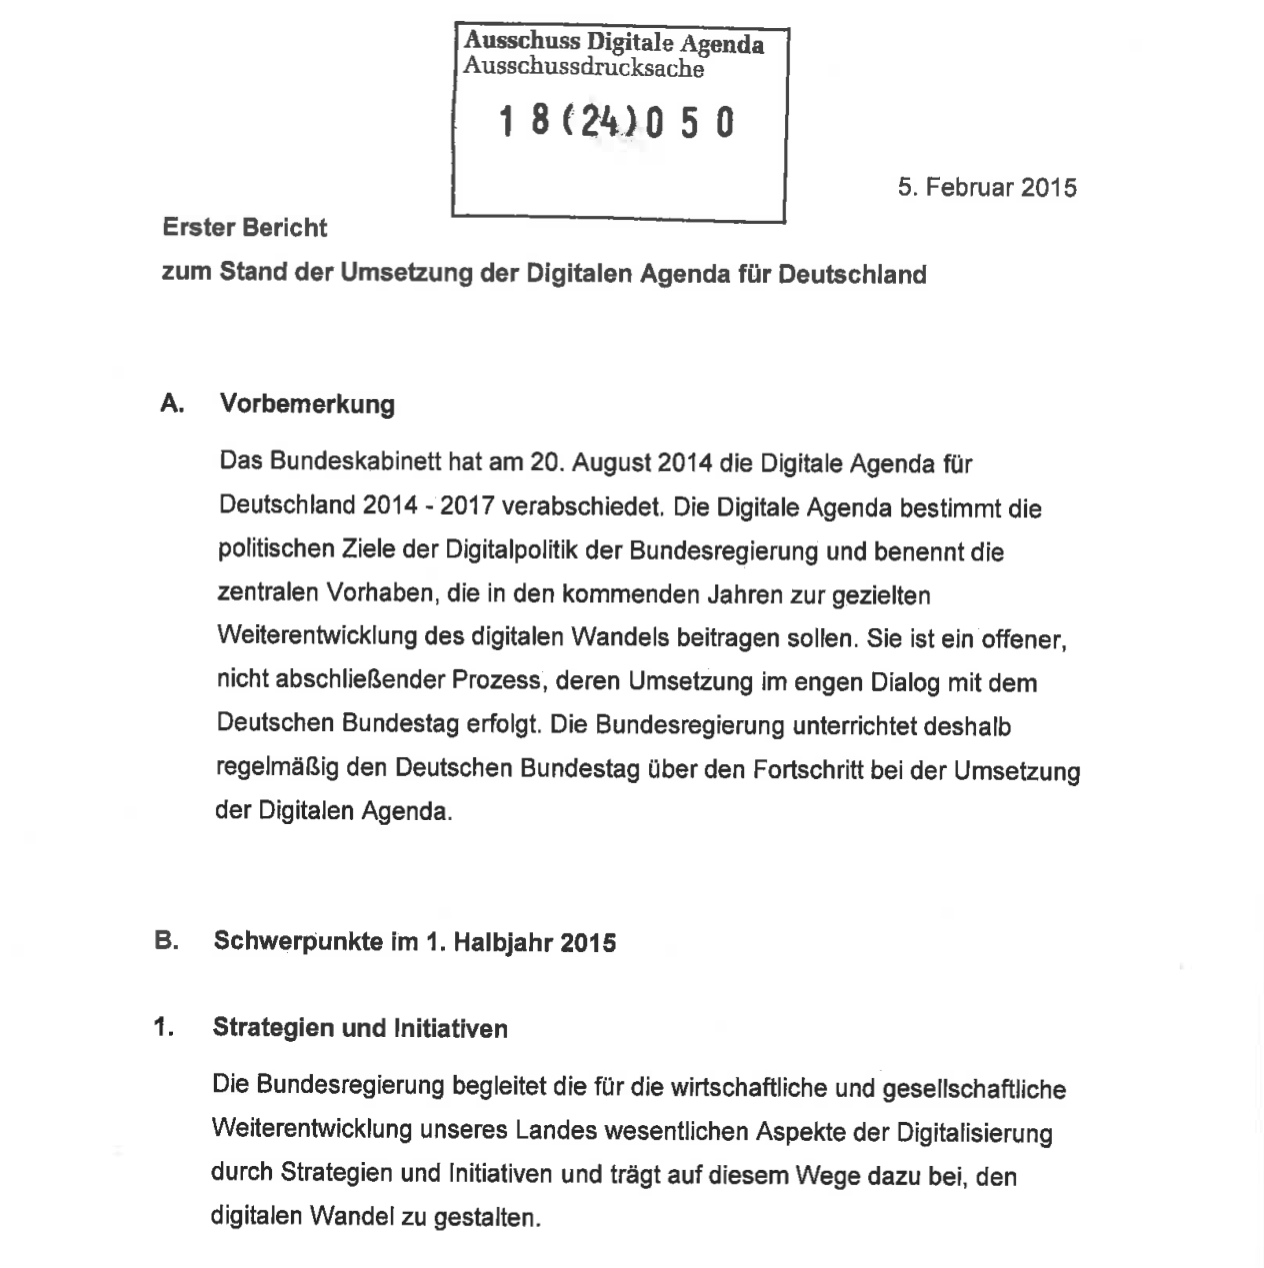 Ausschuss Digitale Agenda
Ausschussdrucksache
18(24)050
5. Februar 2015
Erster Bericht
zum Stand der Umsetzung der Digitalen Agenda für Deutschland
A. Vorbemerkung
Das Bundeskabinett hat am 20. August 2014 die Digitale Agenda für
Deutschland 2014 - 2017 verabschiedet. Die Digitale Agenda bestimmt die
politischen Ziele der Digitalpolitik der Bundesregierung und benennt die
zentralen Vorhaben, die in den kommenden Jahren zur gezielten
Weiterentwicklung des digitalen Wandels beitragen sollen. Sie ist ein offener,
nicht abschließender Prozess, deren Umsetzung im engen Dialog mit dem
Deutschen Bundestag erfolgt. Die Bundesregierung unterrichtet deshalb
regelmäßig den Deutschen Bundestag über den Fortschritt bei der Umsetzung
der Digitalen Agenda.
B. Schwerpunkte im 1. Halbjahr 2015
1. Strategien und Initiativen
Die Bundesregierung begleitet die für die wirtschaftliche und gesellschaftliche
Weiterentwicklung unseres Landes wesentlichen Aspekte der Digitalisierung
durch Strategien und Initiativen und trägt auf diesem Wege dazu bei, den
digitalen Wandel zu gestalten.